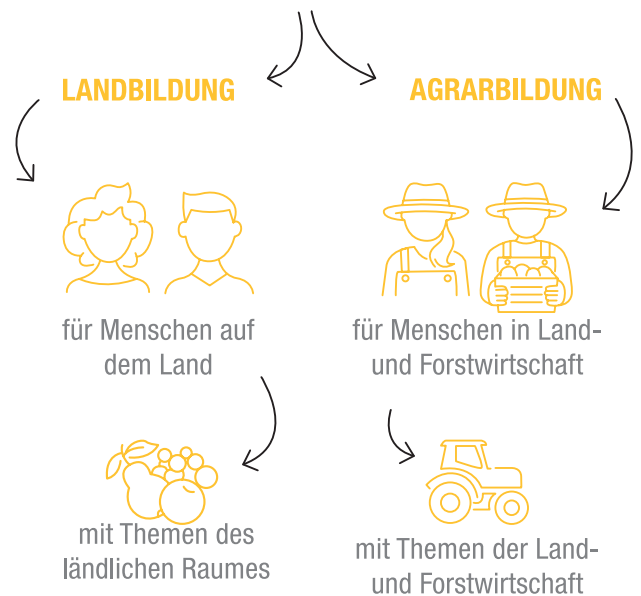 LANDBILDUNG
für Menschen auf
dem Land
mit Themen des
ländlichen Raumes
AGRARBILDUNG
für Menschen in Land-
und Forstwirtschaft
mit Themen der Land-
und Forstwirtschaft